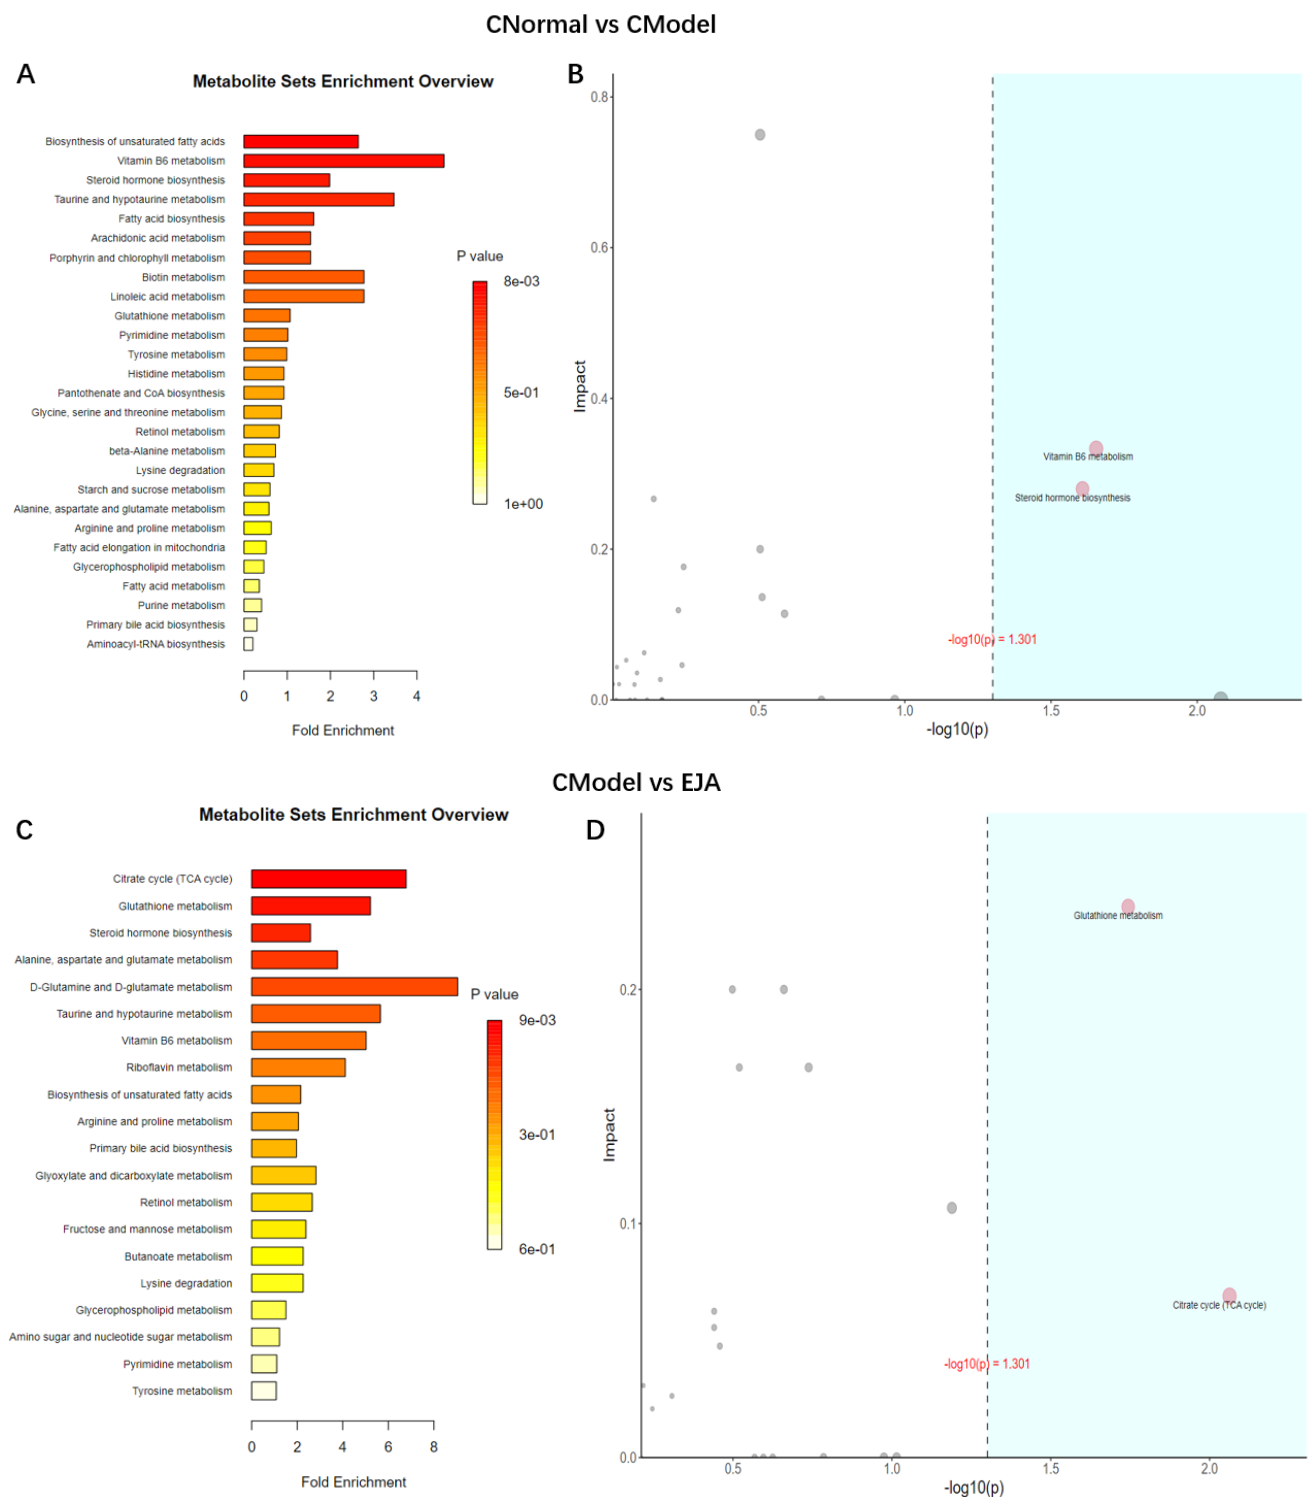 CNormal vs CModel
A
Metabolite Sets Enrichment Overview
Biosynthesis of unsaturated fatty acids
Vitamin B6 metabolism
Steroid hormone biosynthesis
Taurine and hypotaurine metabolism
Fatty acid biosynthesis
Arachidonic acid metabolism
Porphyrin and chlorophyll metabolism
Biotin metabolism
Linoleic acid metabolism
Glutathione metabolism
Pyrimidine metabolism
Tyrosine metabolism
Histidine metabolism
Pantothenate and CoA biosynthesis
Glycine, serine and threonine metabolism
Retinol metabolism
beta-Alanine metabolism
Lysine degradation
Starch and sucrose metabolism
Alanine, aspartate and glutamate metabolism
Arginine and proline metabolism
Fatty acid elongation in mitochondria
Glycerophospholipid metabolism
Fatty acid metabolism
Purine metabolism
Primary bile acid biosynthesis
Aminoacyl-tRNA biosynthesis
0 1 2 3 4
Fold Enrichment
P value
8e-03
5e-01
1e+00
B
0.8
0.6
0.4
0.2
0.0
Impact
Vitamin B6 metabolism
Steroid hormone biosynthesis
-log10(p) = 1.301
0.5 1.0 1.5 2.0
-log10(p)
CModel vs EJA
C
Metabolite Sets Enrichment Overview
Citrate cycle (TCA cycle)
Glutathione metabolism
Steroid hormone biosynthesis
Alanine, aspartate and glutamate metabolism
D-Glutamine and D-glutamate metabolism
Taurine and hypotaurine metabolism
Vitamin B6 metabolism
Riboflavin metabolism
Biosynthesis of unsaturated fatty acids
Arginine and proline metabolism
Primary bile acid biosynthesis
Glyoxylate and dicarboxylate metabolism
Retinol metabolism
Fructose and mannose metabolism
Butanoate metabolism
Lysine degradation
Glycerophospholipid metabolism
Amino sugar and nucleotide sugar metabolism
Pyrimidine metabolism
Tyrosine metabolism
0 2 4 6 8
Fold Enrichment
P value
9e-03
3e-01
6e-01
D
0.2
0.1
0.0
Impact
Glutathione metabolism
Citrate cycle (TCA cycle)
-log10(p) = 1.301
0.5 1.0 1.5 2.0
-log10(p)